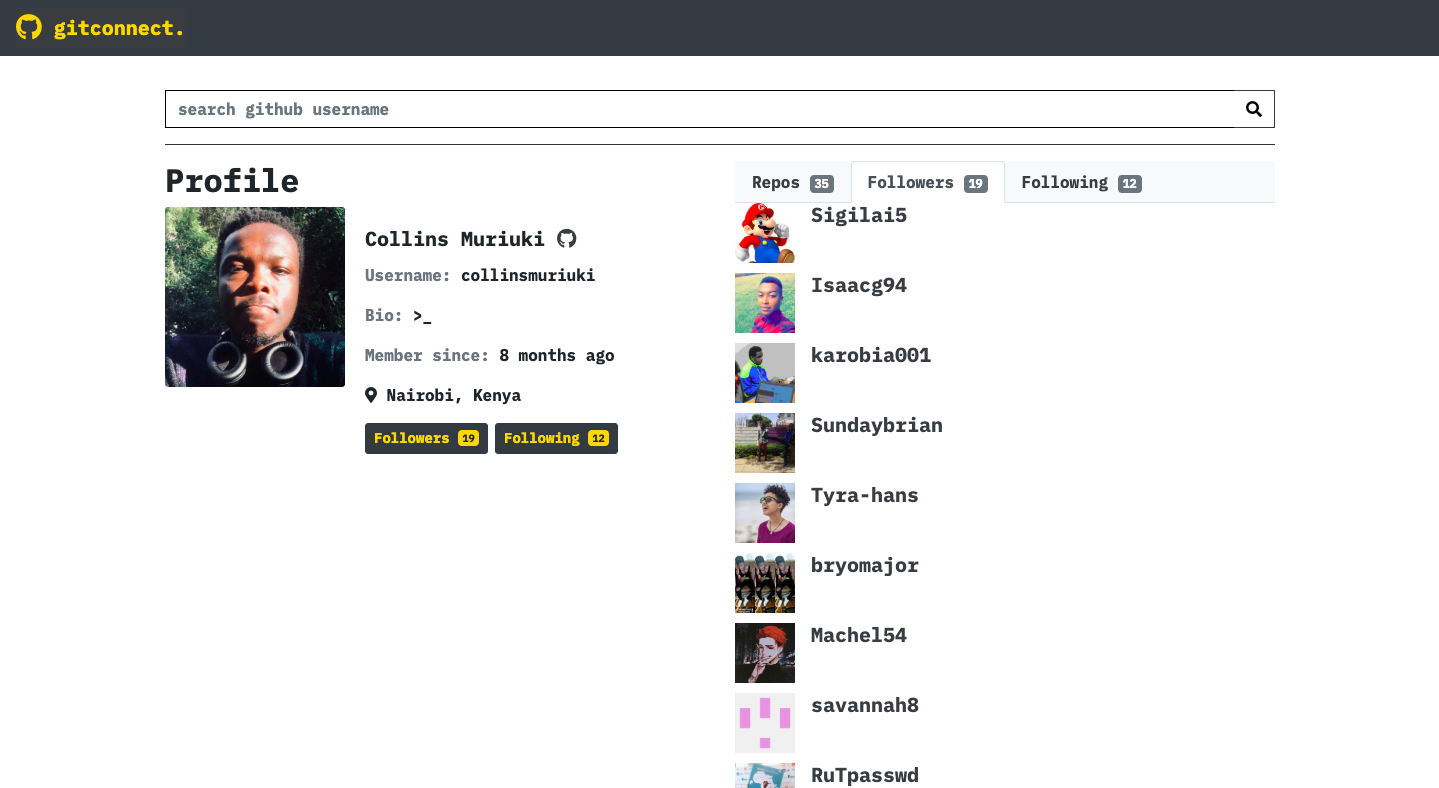 gitconnect.
search github username
Profile
Collins Muriuki
Username: collinsmuriuki
Bio: >_
Member since: 8 months ago
Nairobi, Kenya
Followers 19 Following 12
Repos 35 Followers 19 Following 12
Sigilai5
Isaacg94
karobia001
Sundaybrian
Tyra-hans
bryomajor
Machel54
savannah8
RuTpasswd